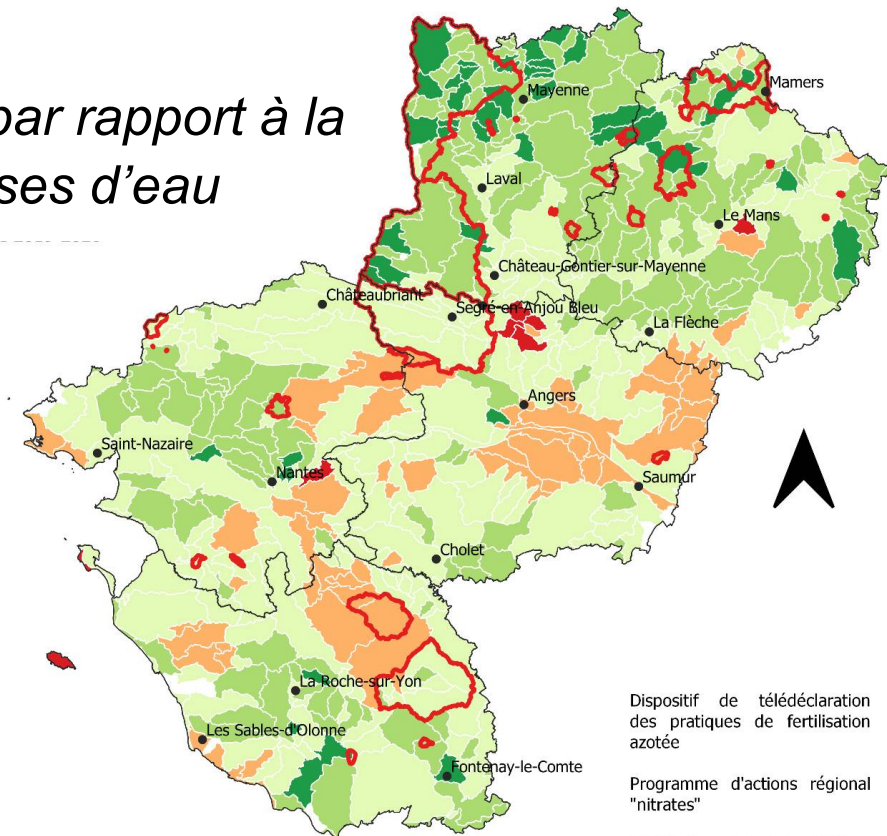 par rapport à la
ses d'eau
Mayenne
Mamers
Laval
Le Mans
Château-Gontier-sur-Mayenne
Châteaubriant
Segré-en-Anjou Bleu
La Flèche
Angers
Saint-Nazaire
Nantes
Saumur
Cholet
La Roche-sur-Yon
Les Sables-d'Olonne
Fontenay-le-Comte
Dispositif de télédéclaration
des pratiques de fertilisation
azotée
Programme d'actions régional
"nitrates"